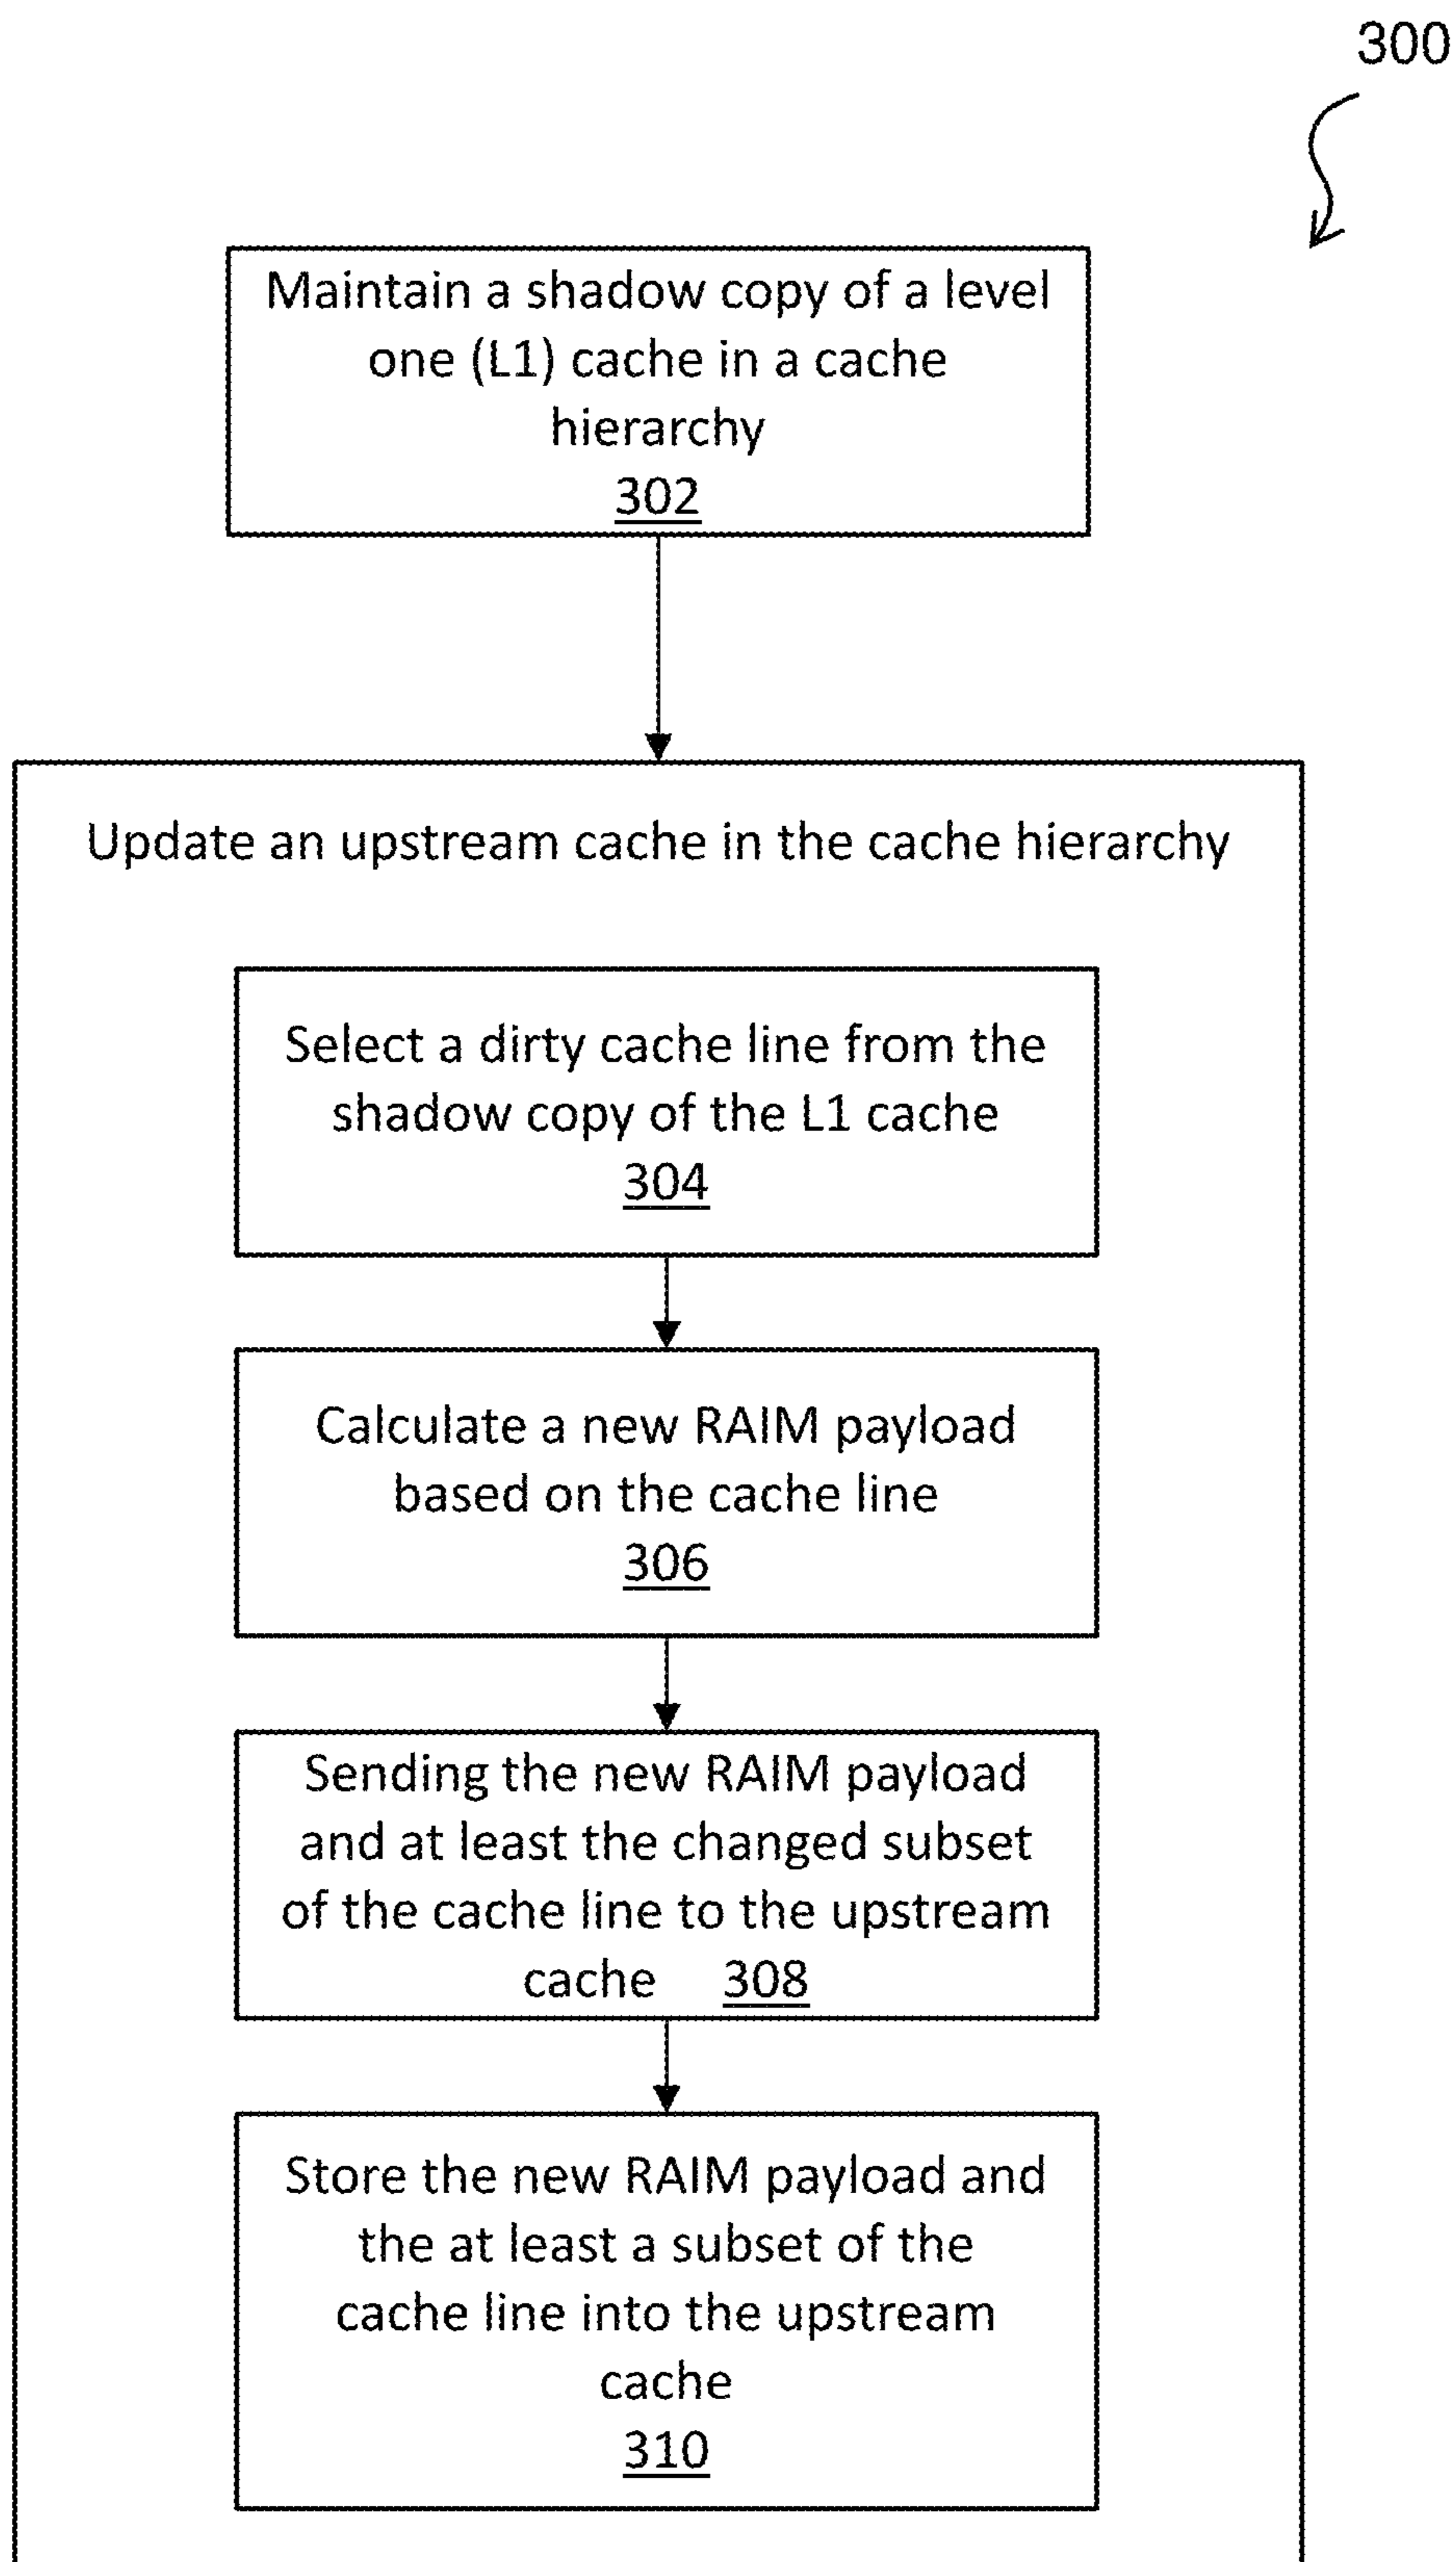 300
Maintain a shadow copy of a level
one (L1) cache in a cache
hierarchy
302
Update an upstream cache in the cache hierarchy
Select a dirty cache line from the
shadow copy of the L1 cache
304
Calculate a new RAIM payload
based on the cache line
306
Sending the new RAIM payload
and at least the changed subset
of the cache line to the upstream
cache 308
Store the new RAIM payload and
the at least a subset of the
cache line into the upstream
cache
310